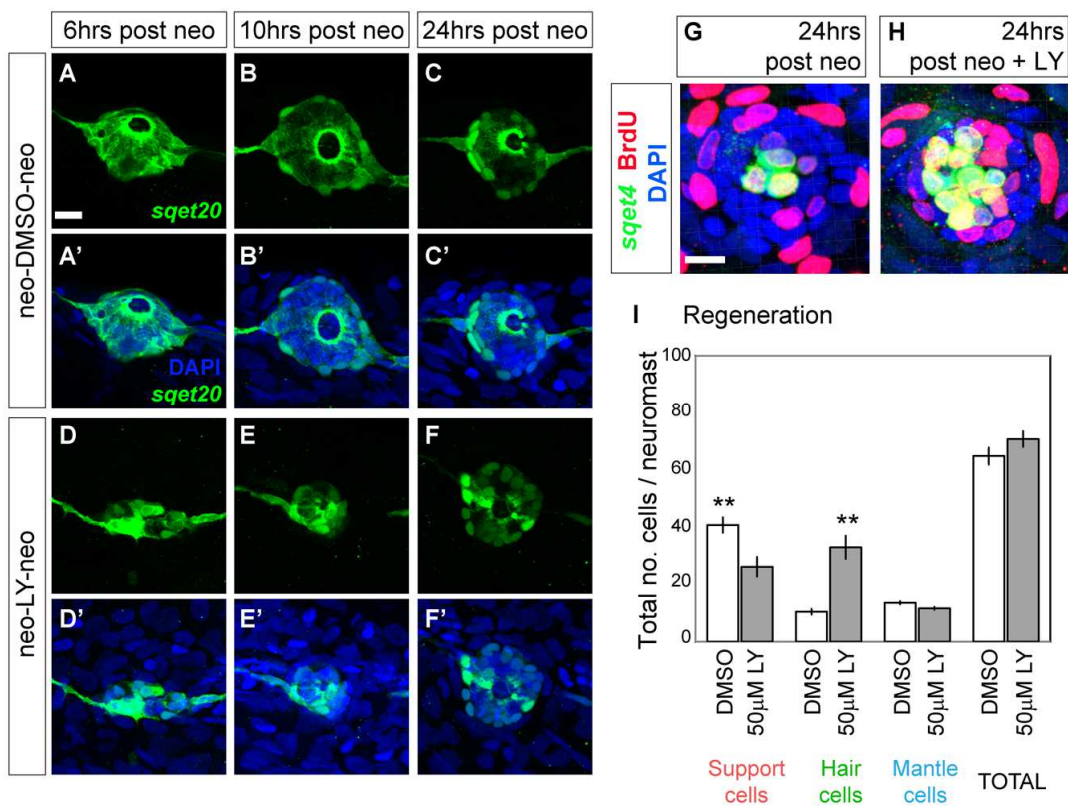 6hrs post neo
10hrs post neo
24hrs post neo
neo-DMSO-neo
A
sqet20
B
C
A’
DAPI
sqet20
B’
C’
neo-LY-neo
D
E
F
D’
E’
F’
G 24hrs
post neo
H 24hrs
post neo + LY
sqet4 BrdU
DAPI
I Regeneration
Total no. cells / neuromast
100
80
60
40
20
0
**
**
DMSO
50µM LY
DMSO
50µM LY
DMSO
50µM LY
DMSO
50µM LY
Support
cells
Hair
cells
Mantle
cells
TOTAL